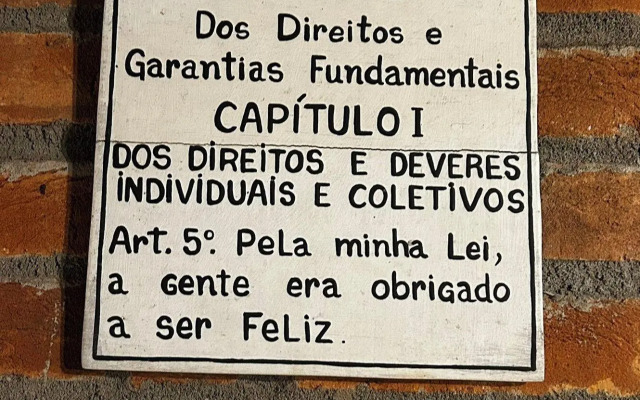 Dos Direitos e
Garantias Fundamentais
CAPÍTULO I
DOS DIREITOS E DEVERES
INDIVIDUAIS E COLETIVOS
Art. 5º. Pela minha Lei,
a gente era obrigado
a ser Feliz.